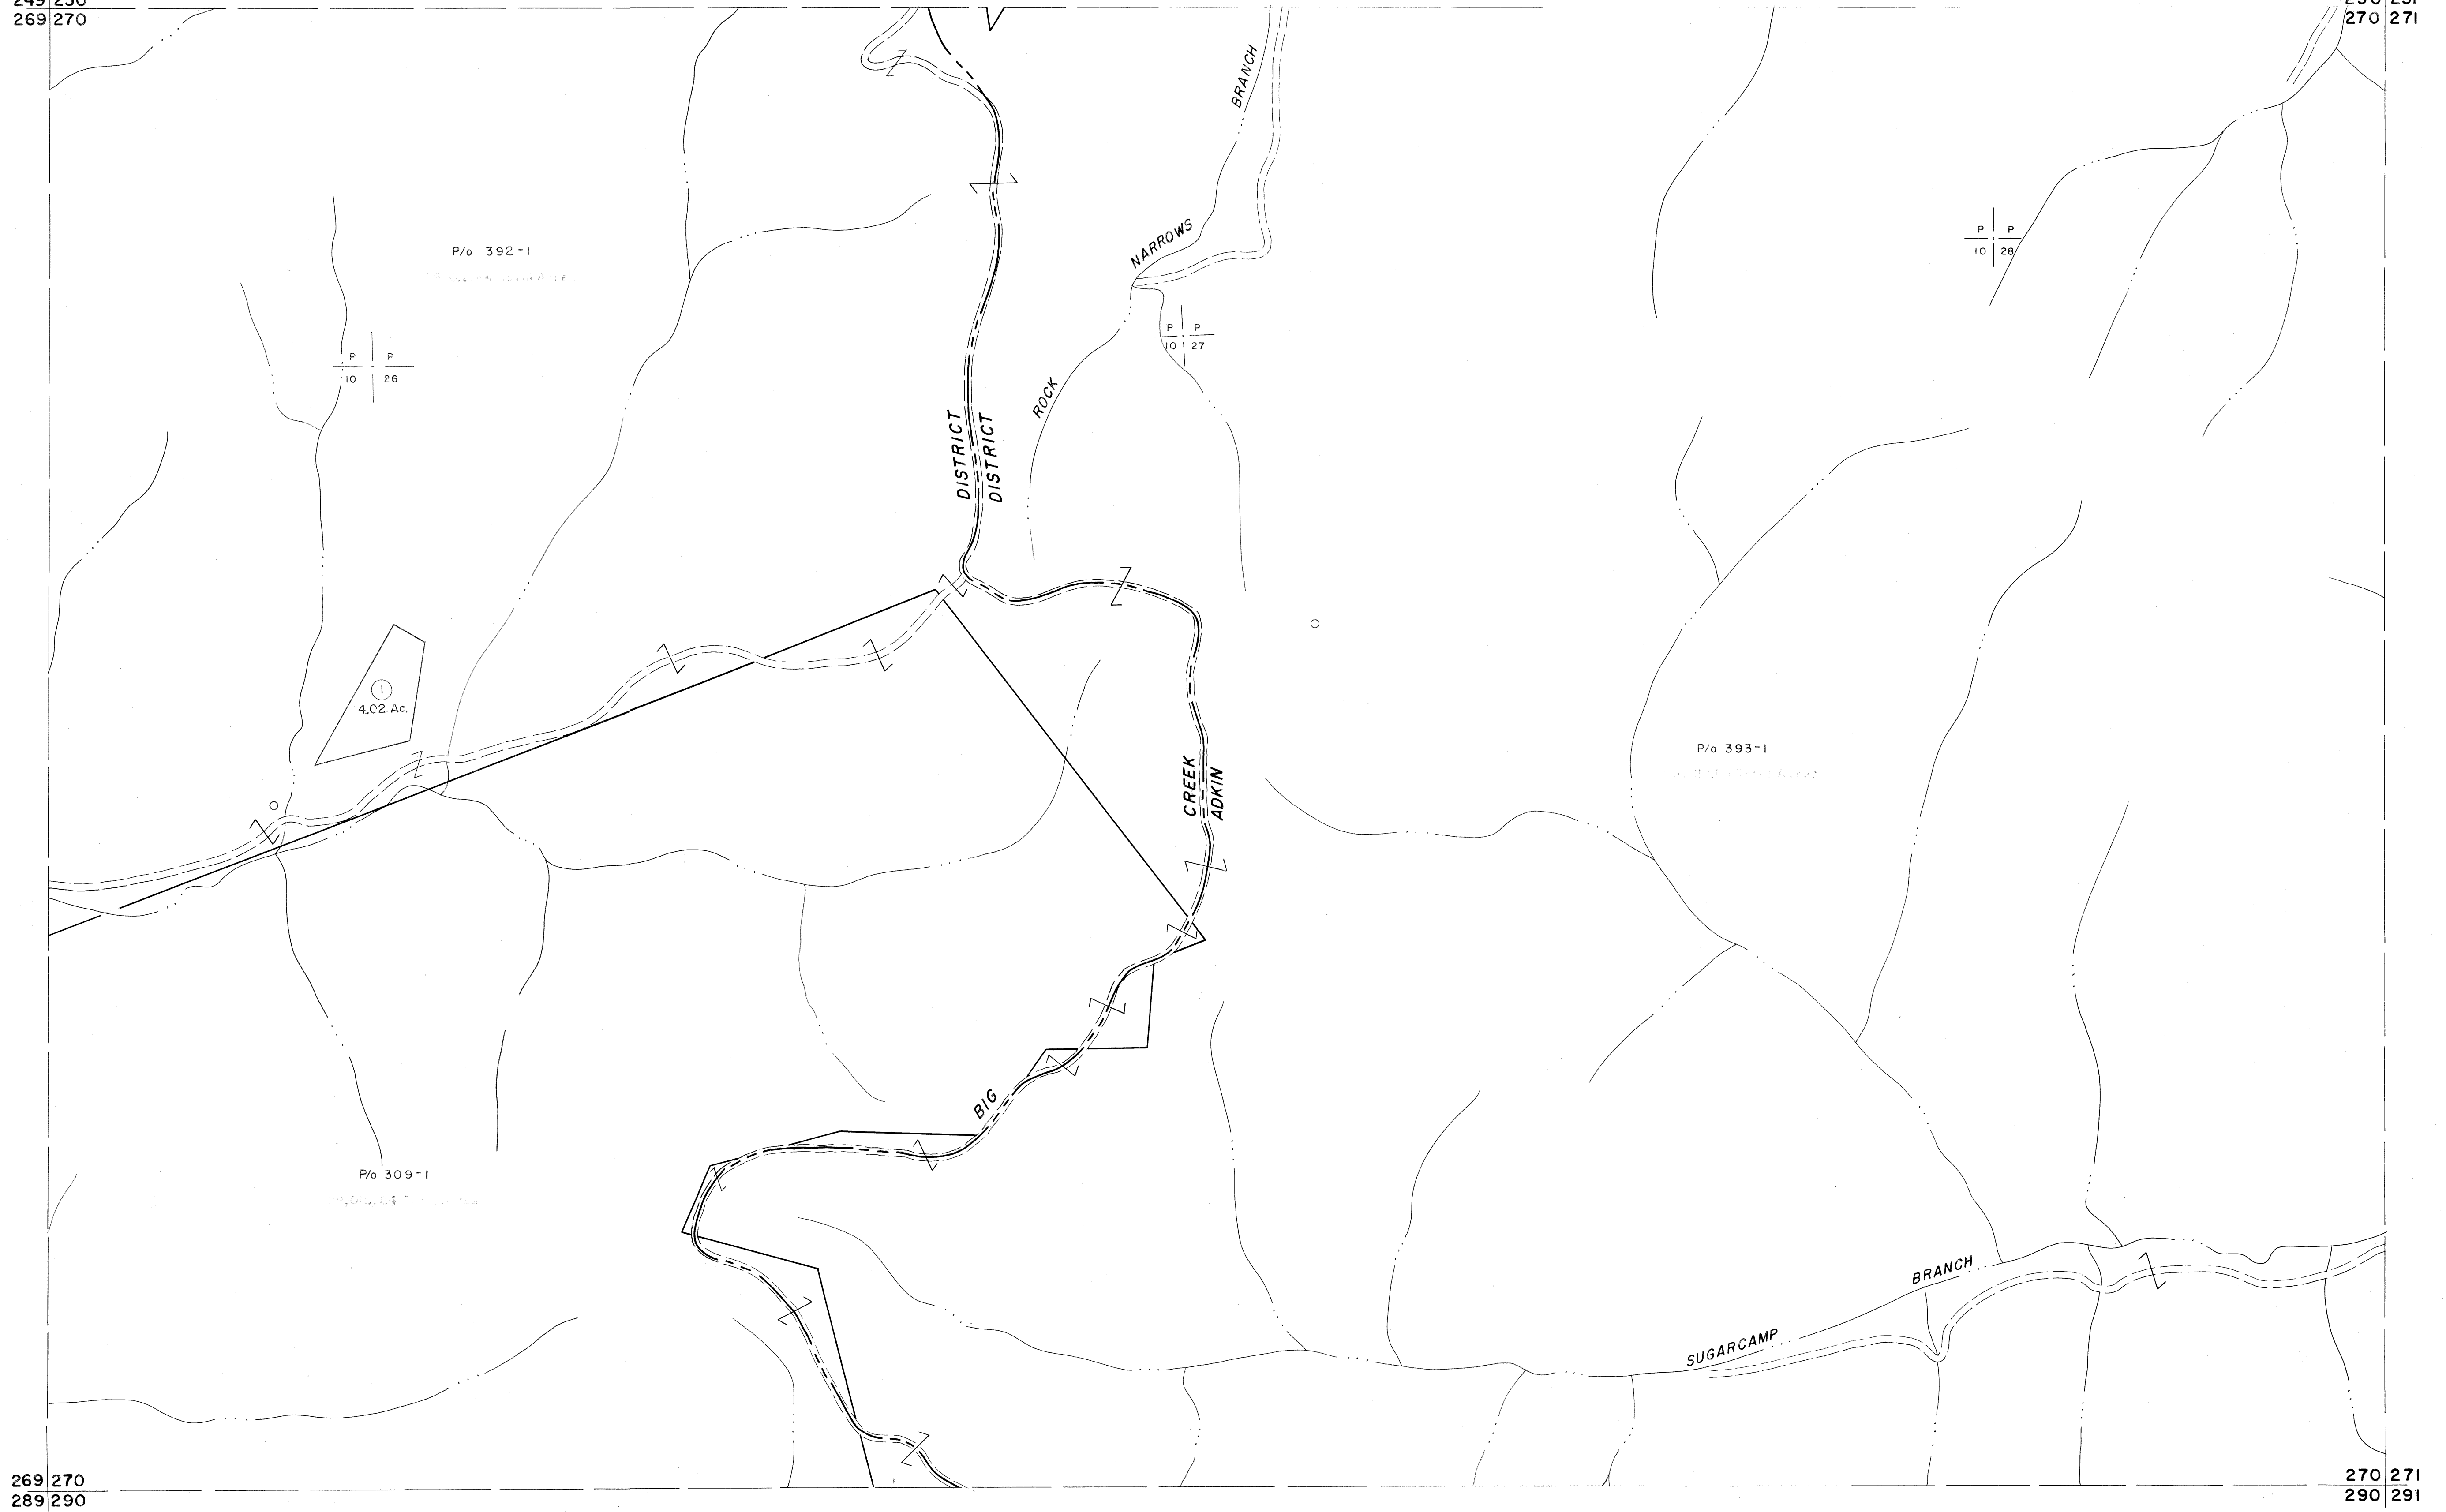 269 270
270 271
BRANCH
NARROWS
P/o 392-1
P P
10 28
P P
10 27
P P
10 26
ROCK
DISTRICT
DISTRICT
1
4.02 Ac.
P/o 393-1
CREEK
ADKIN
BIG
P/o 309-1
BRANCH
SUGARCAMP
269 270
289 290
270 271
290 291